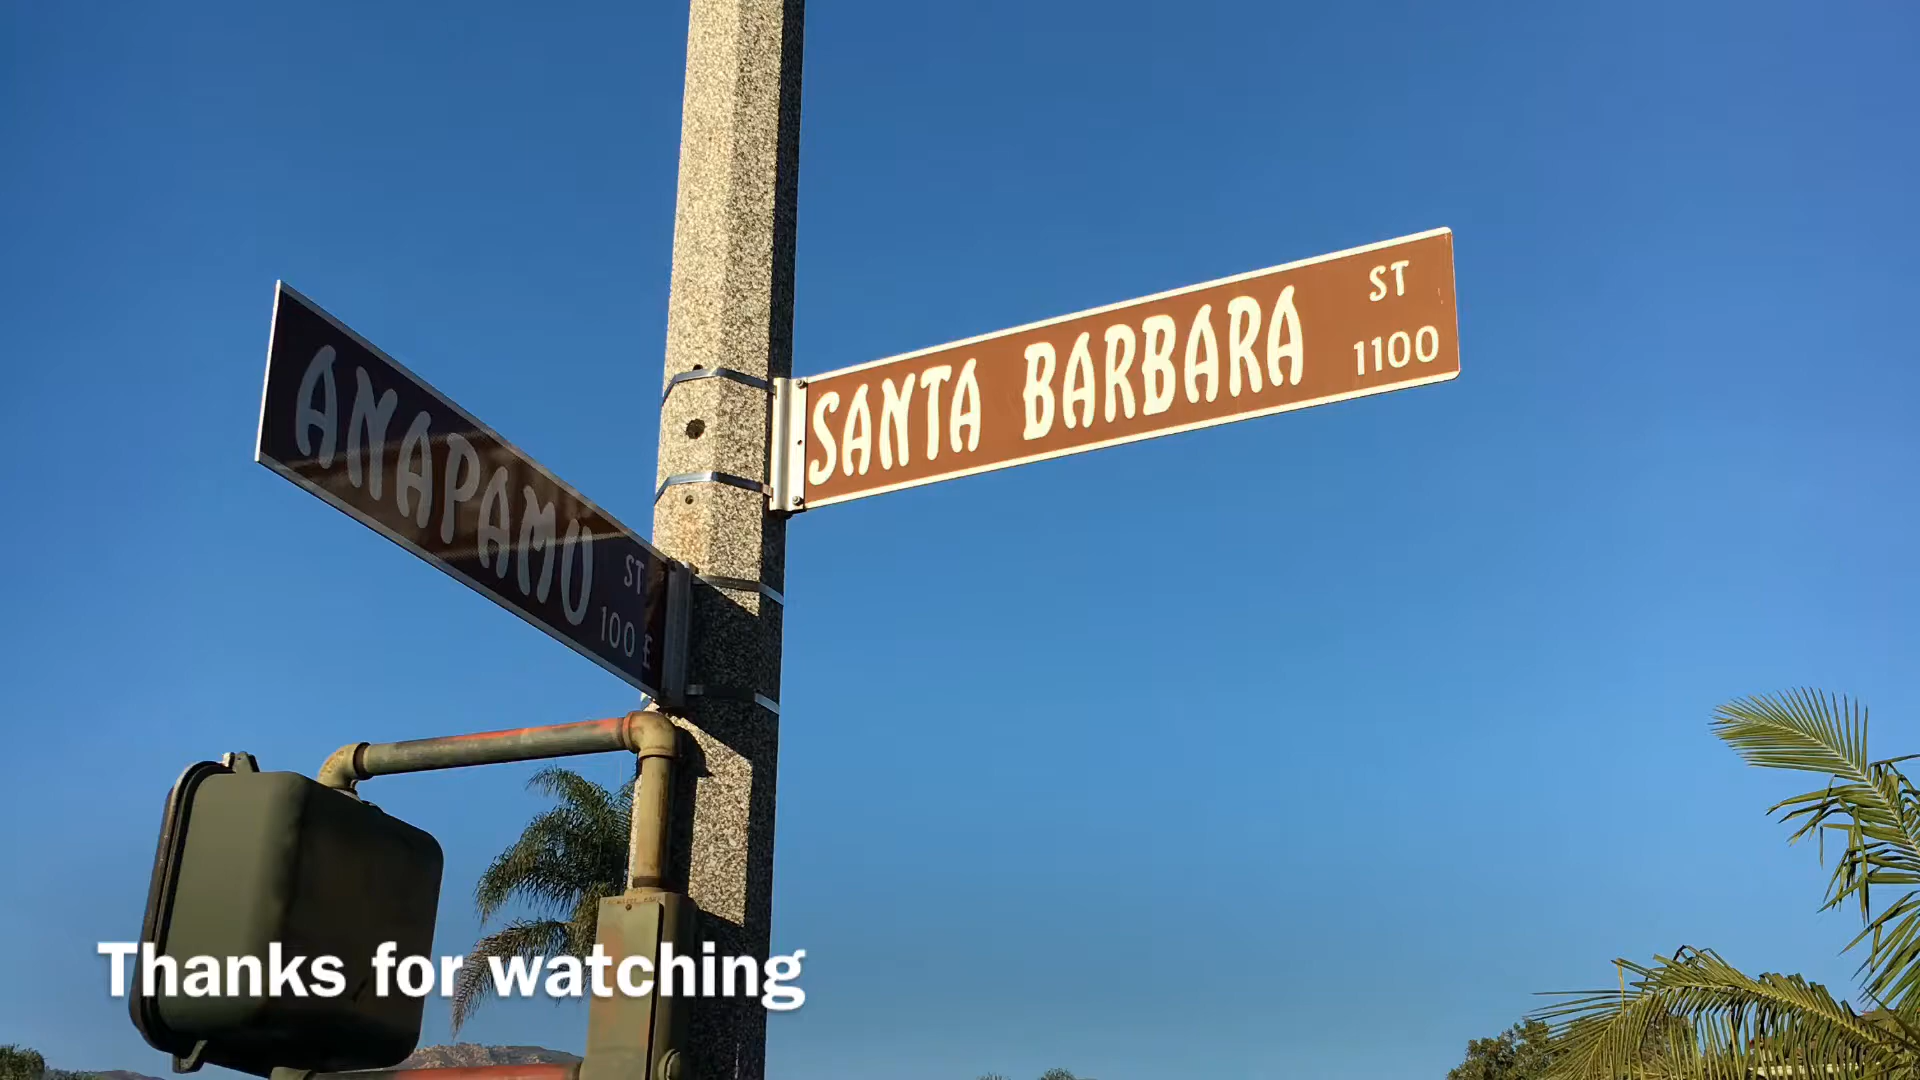 SANTA BARBARA ST
1100
ANAPAMU ST
100 E
Thanks for watching